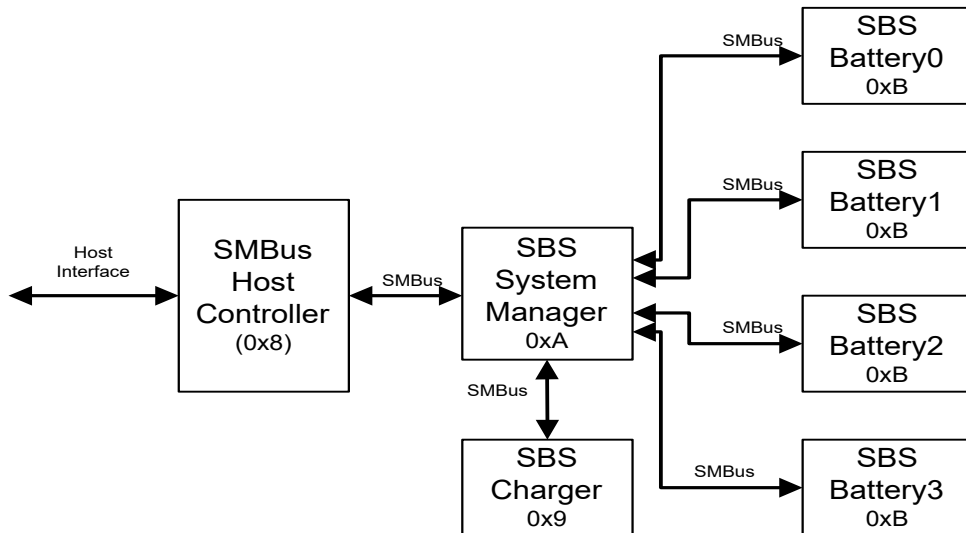 Host
Interface
SMBus
Host
Controller
(0x8)
SMBus
SBS
System
Manager
0xA
SMBus
SBS
Charger
0x9
SMBus
SBS
Battery0
0xB
SMBus
SBS
Battery1
0xB
SMBus
SBS
Battery2
0xB
SMBus
SBS
Battery3
0xB